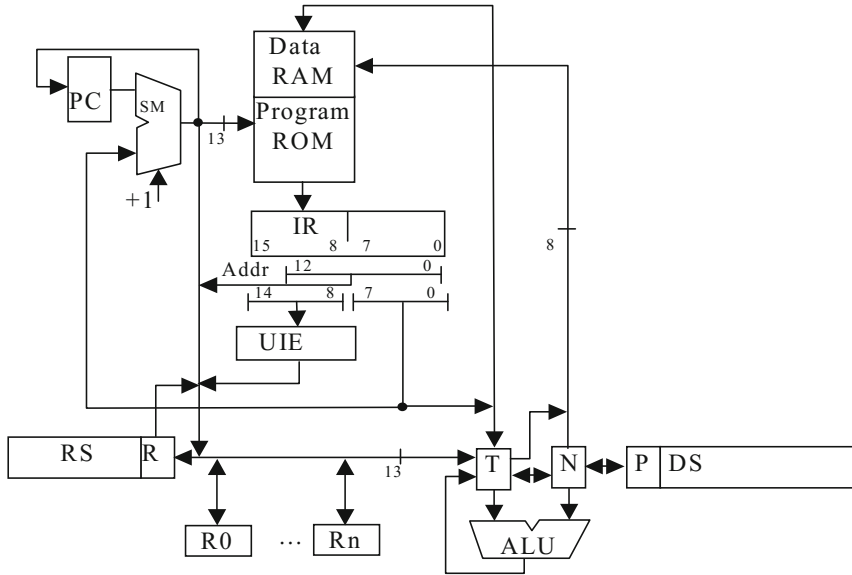 Data
RAM
PC
SM
Program
ROM
13
+1
IR
15 8 7 0
8
Addr
12 0
14 8 7 0
UIE
RS R
13
T N P DS
R0 ... Rn
ALU